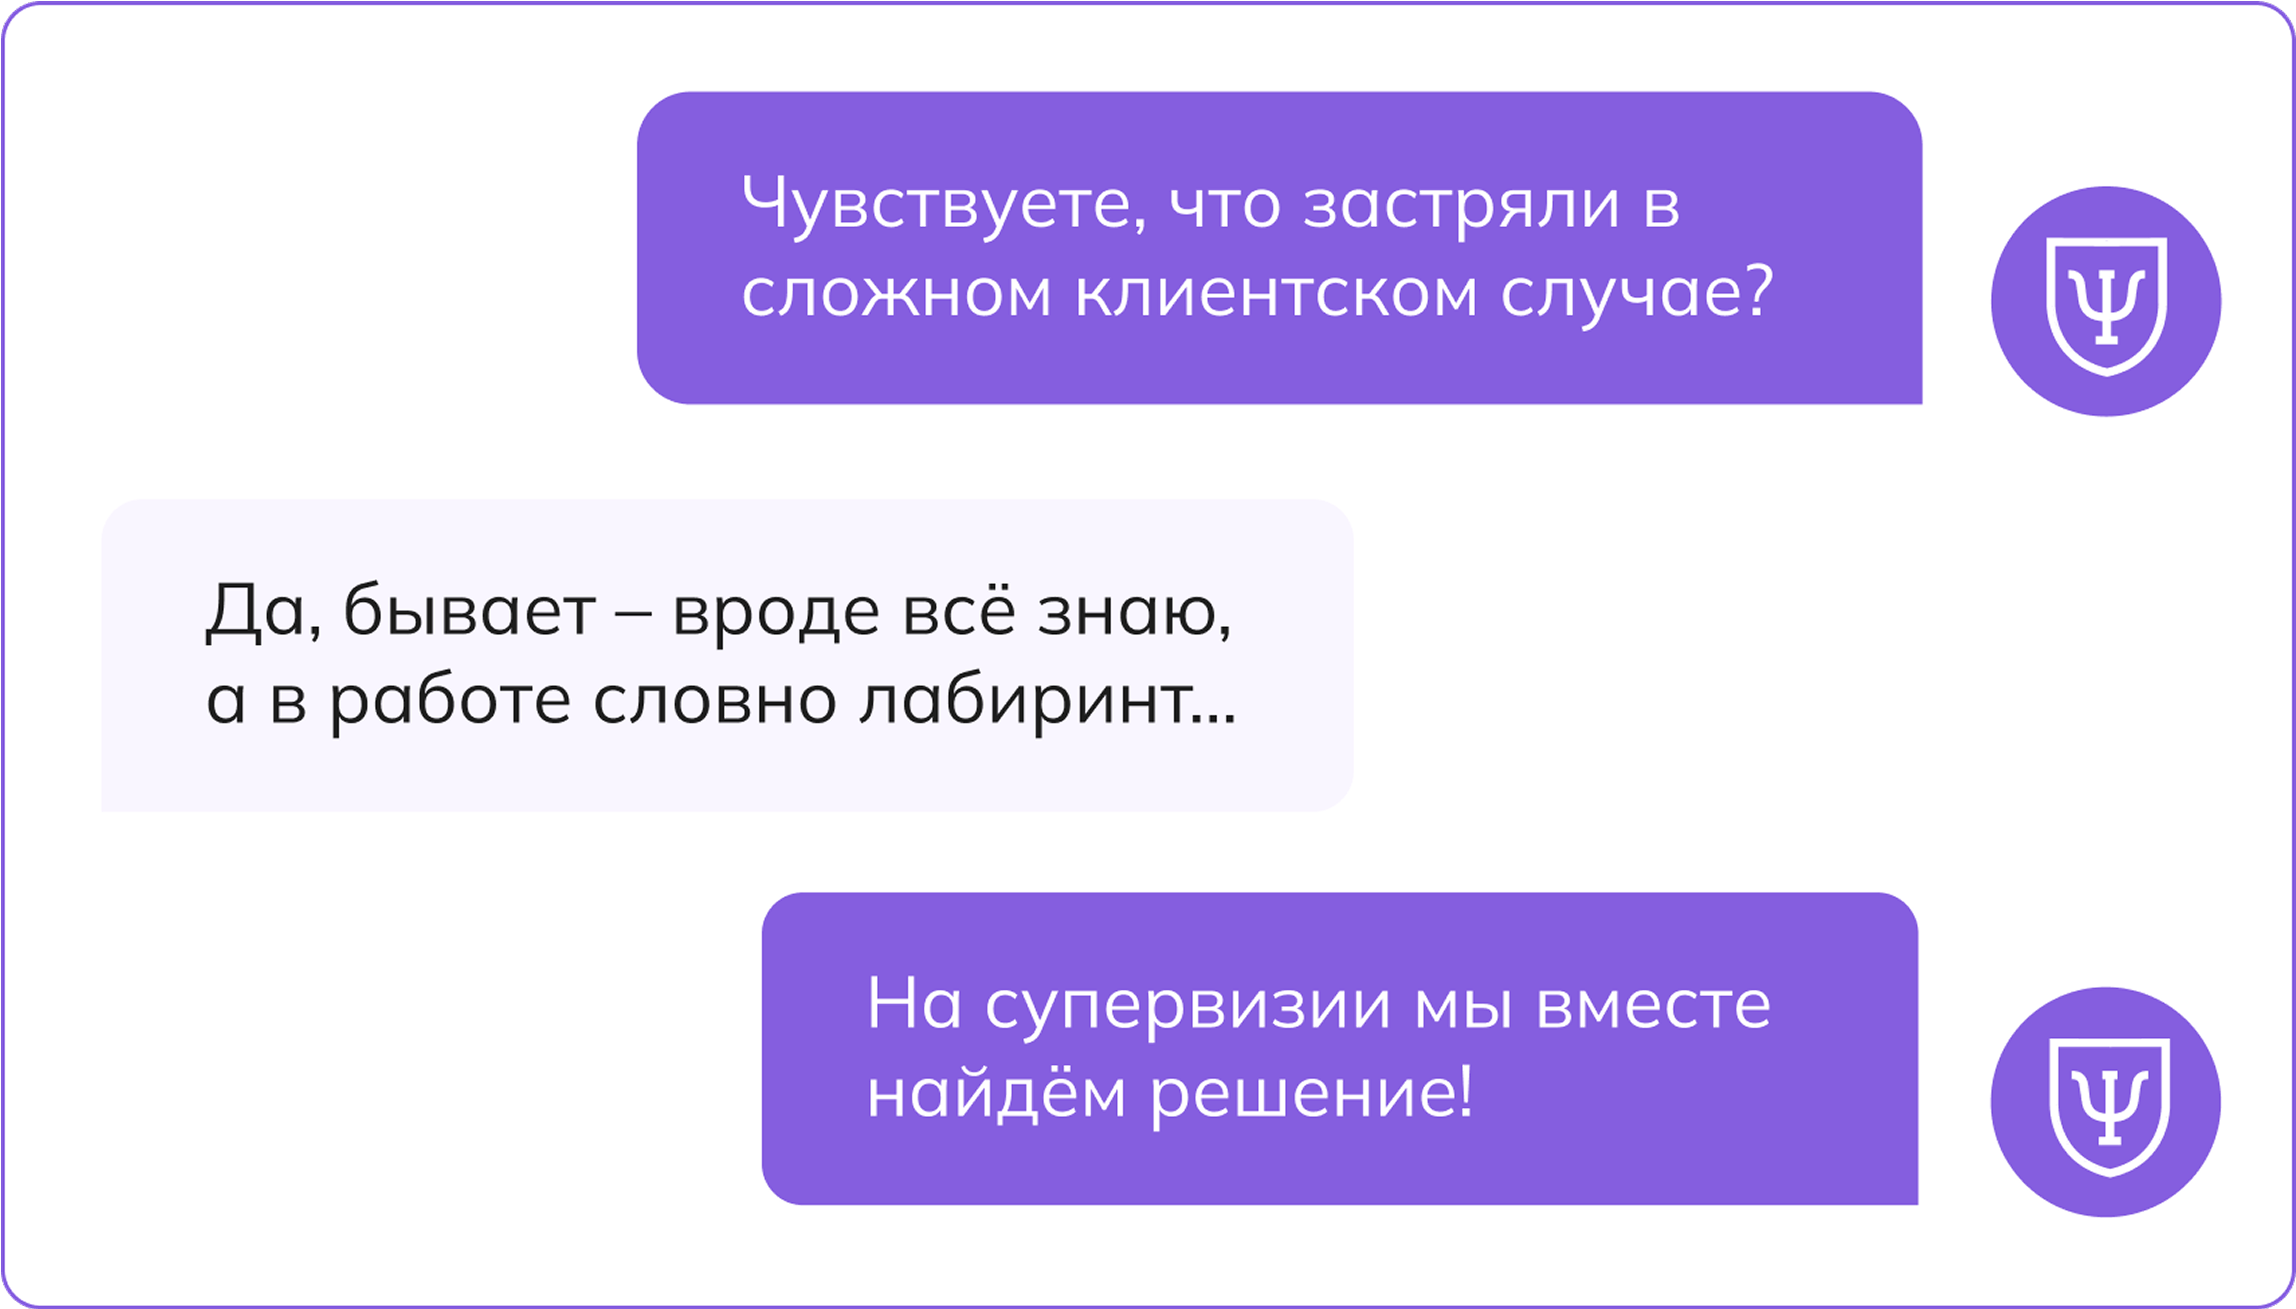 Чувствуете, что застряли в
сложном клиентском случае?
Ψ
Да, бывает – вроде всё знаю,
а в работе словно лабиринт...
На супервизии мы вместе
найдём решение!
Ψ